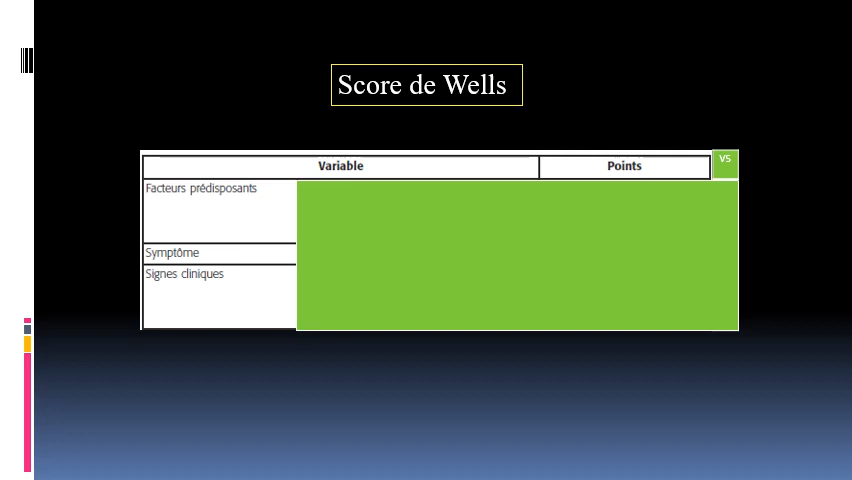 Score de Wells
Variable Points VS
Facteurs prédisposants
Symptôme
Signes cliniques